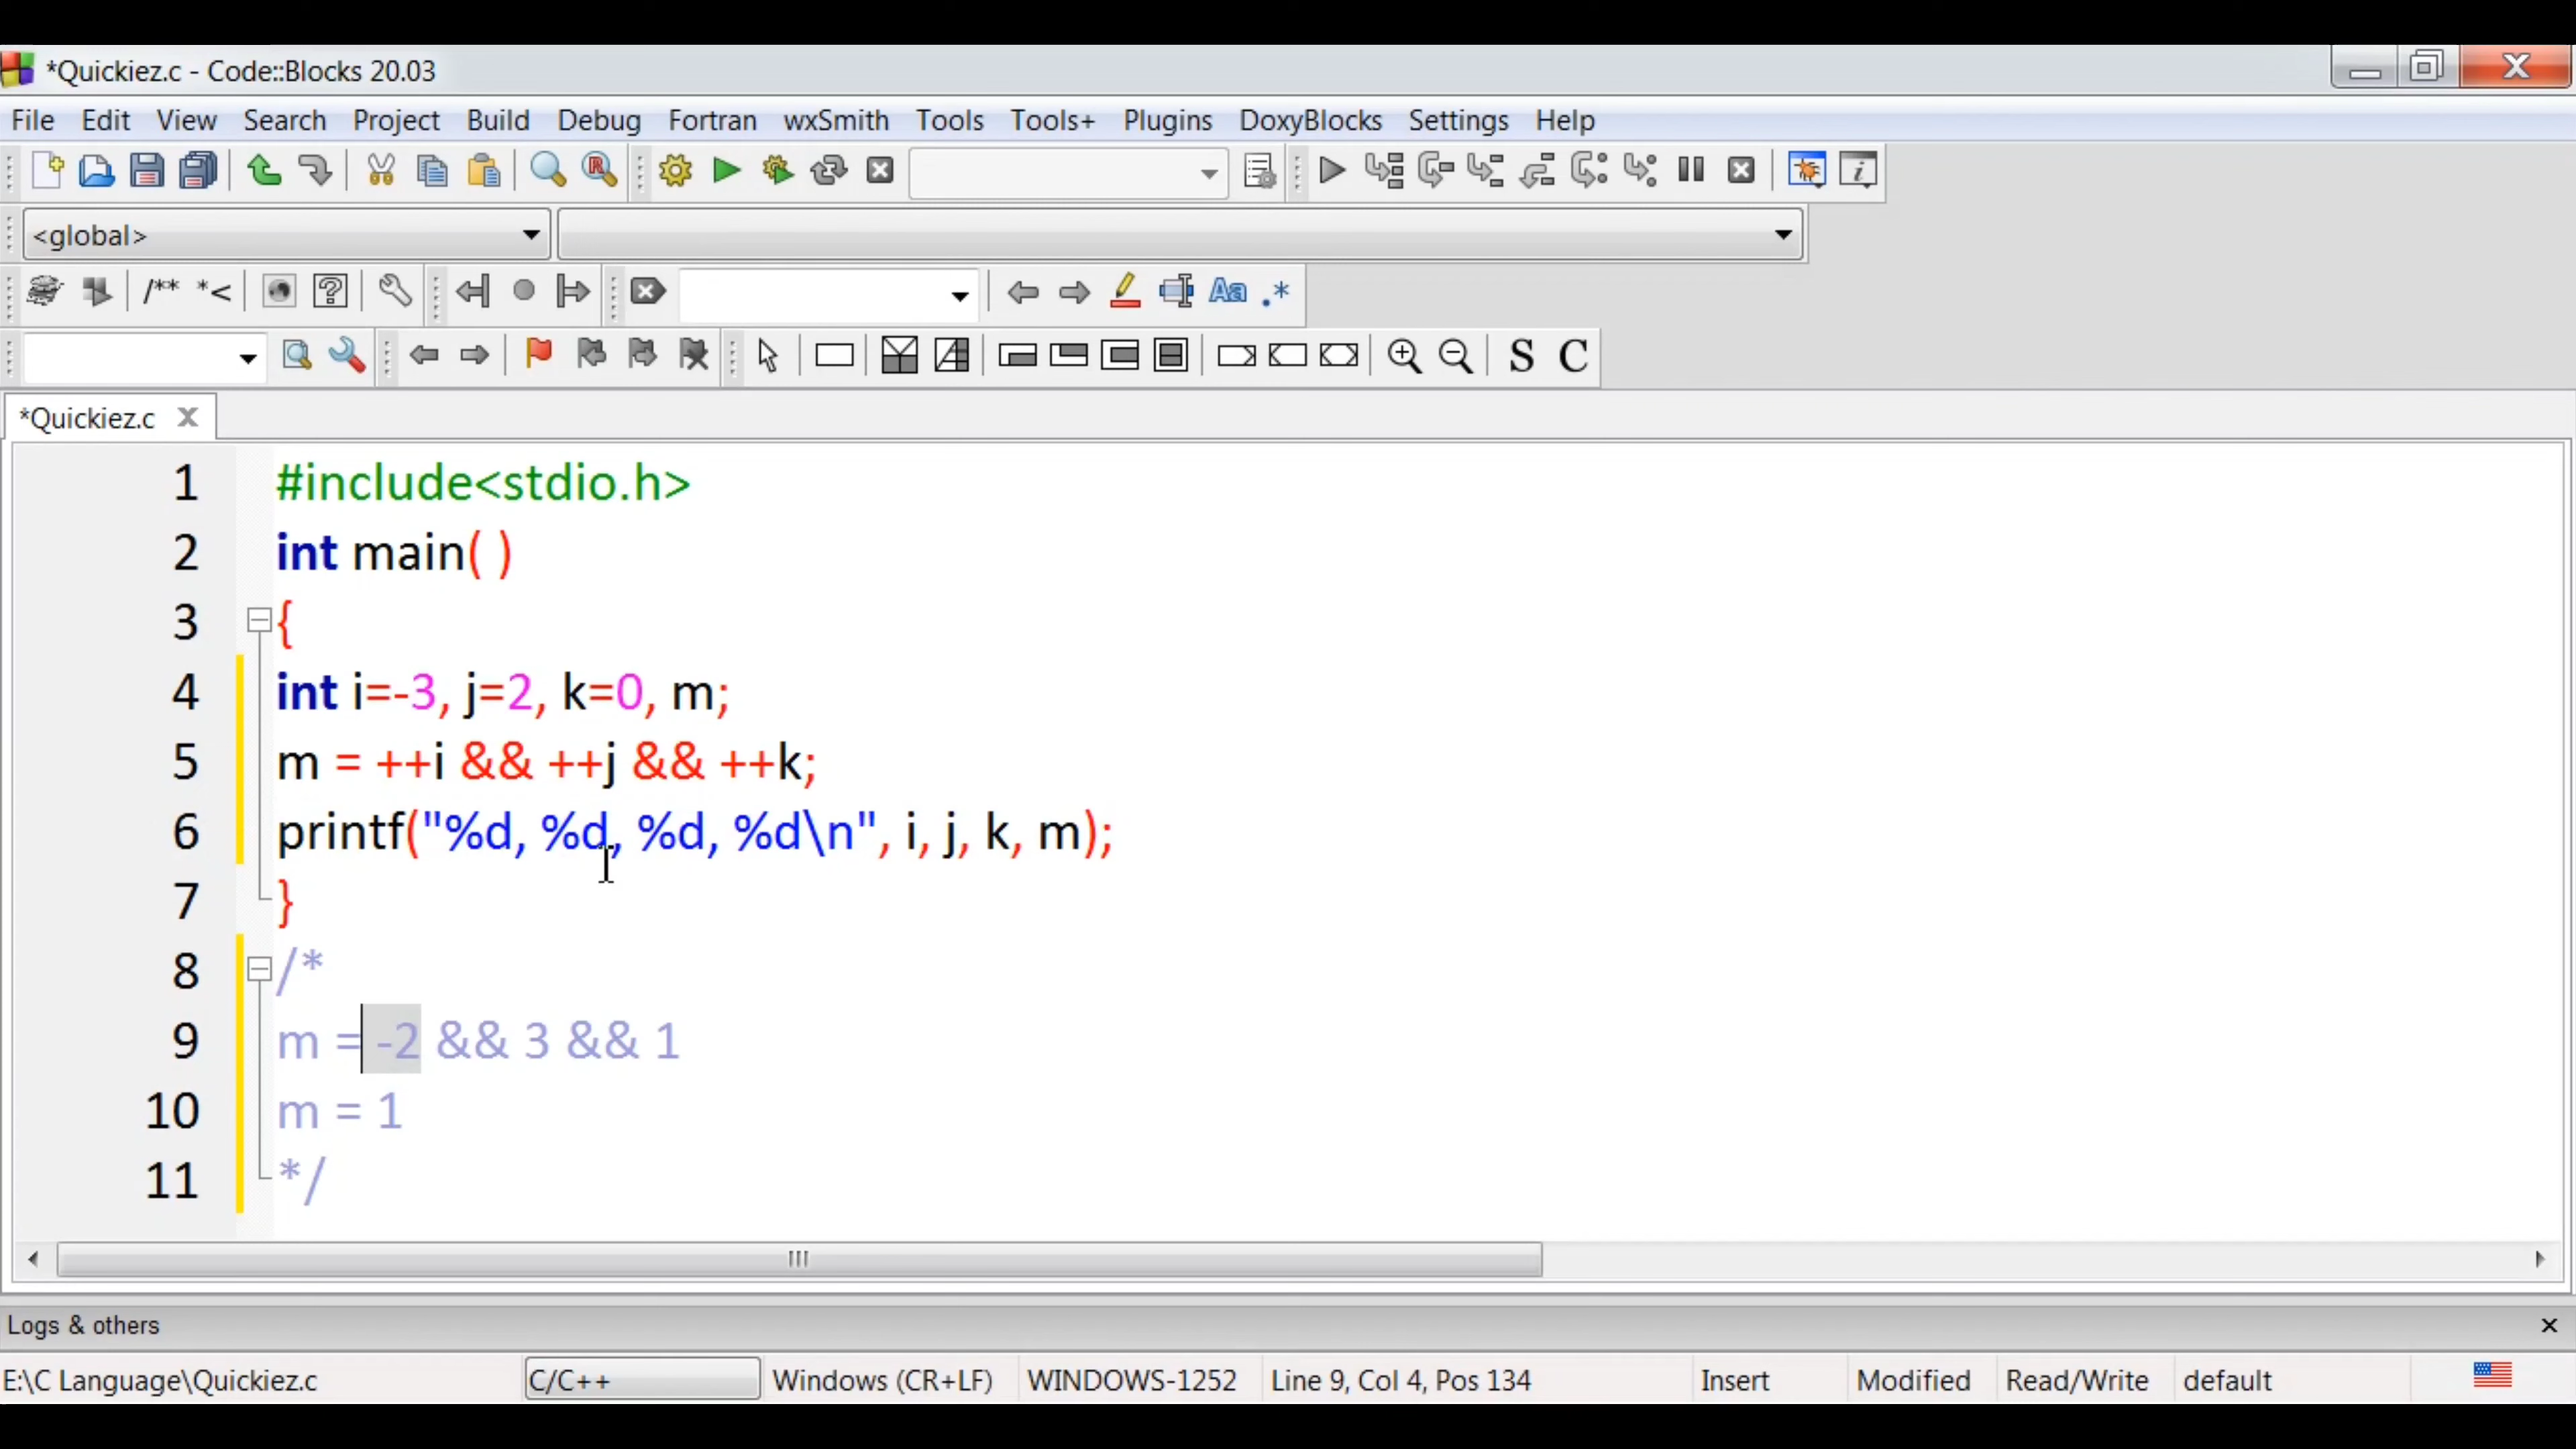 *Quickiez.c - Code::Blocks 20.03
File Edit View Search Project Build Debug Fortran wxSmith Tools Tools+ Plugins DoxyBlocks Settings Help
<global>
/** *< Aa .*
S C
*Quickiez.c
1 #include<stdio.h>
2 int main( )
3 {
4 int i=-3, j=2, k=0, m;
5 m = ++i && ++j && ++k;
6 printf("%d, %d, %d, %d\n", i, j, k, m);
7 }
8 /*
9 m = -2 && 3 && 1
10 m = 1
11 */
Logs & others
E:\C Language\Quickiez.c C/C++ Windows (CR+LF) WINDOWS-1252 Line 9, Col 4, Pos 134 Insert Modified Read/Write default